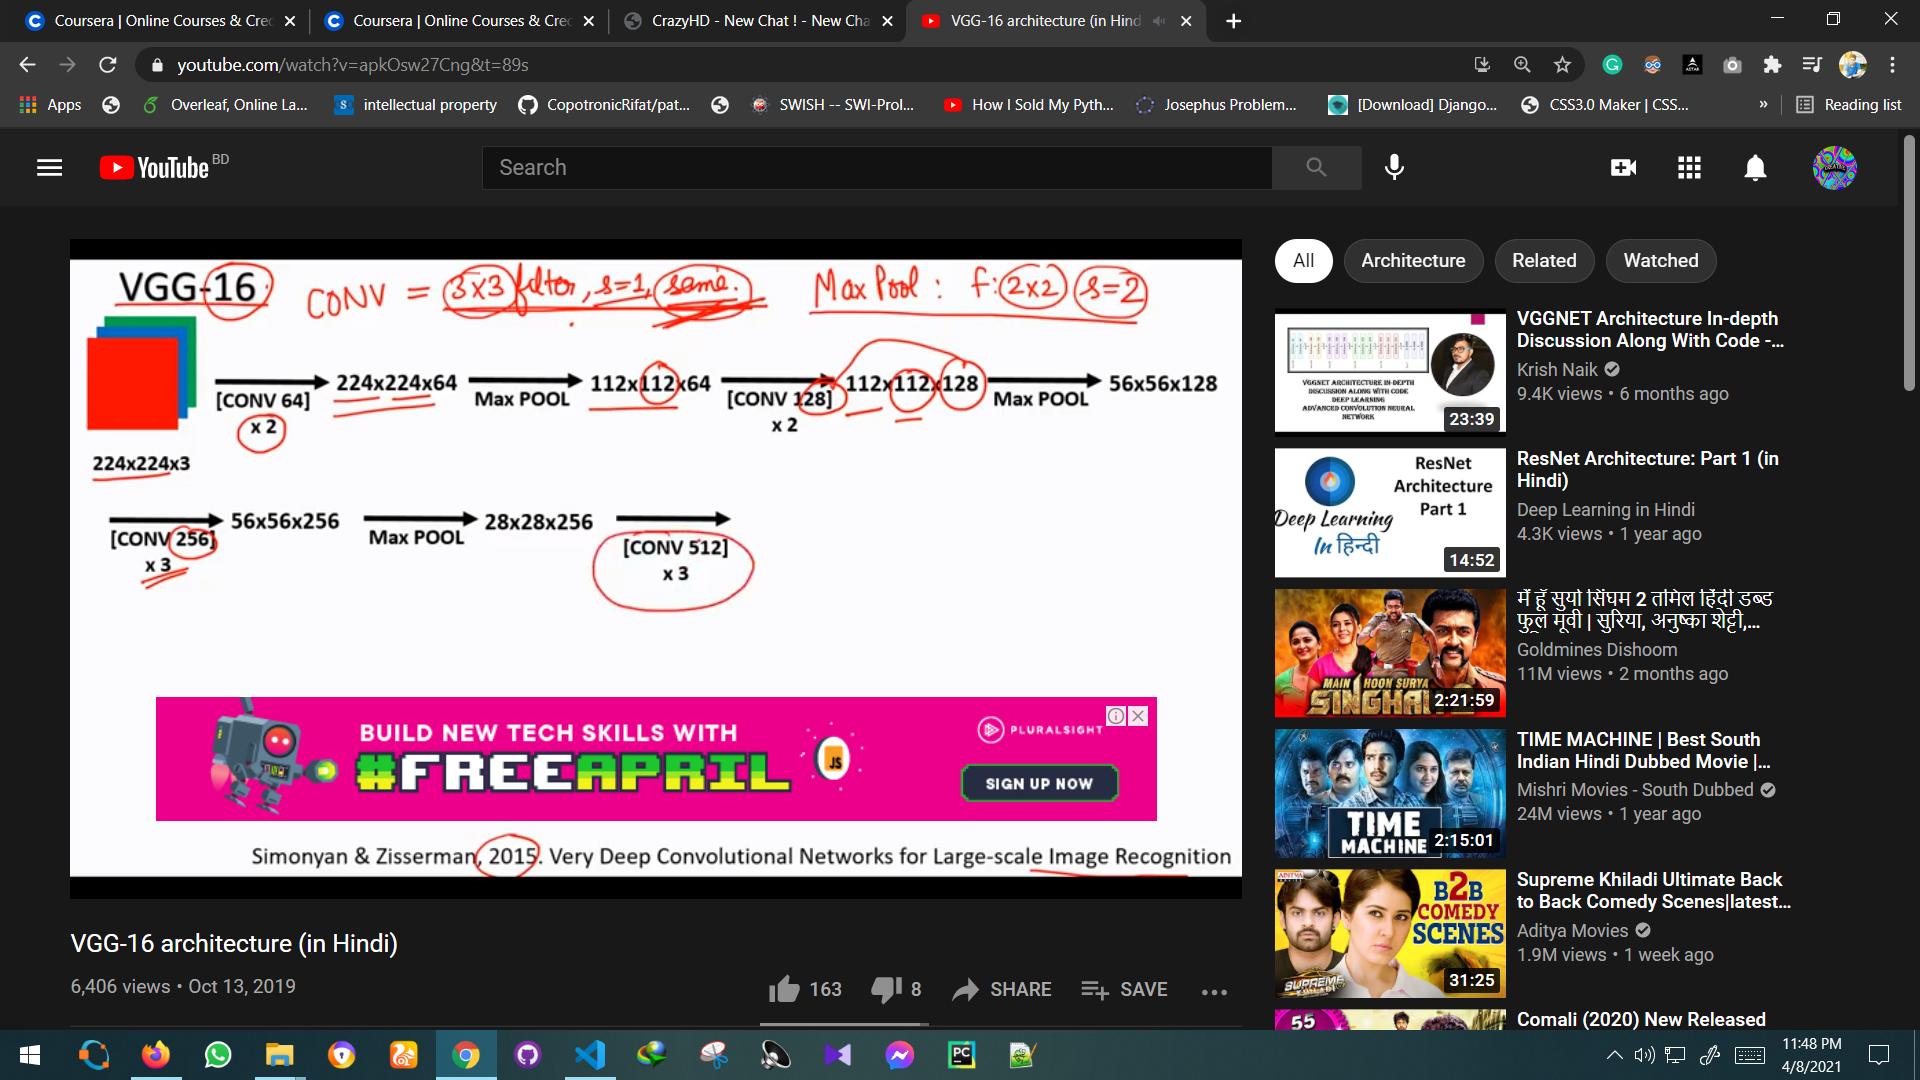 Coursera | Online Courses & Cre
Coursera | Online Courses & Cre
CrazyHD - New Chat ! - New Cha
VGG-16 architecture (in Hind
youtube.com/watch?v=apkOsw27Cng&t=89s
Apps
Overleaf, Online La...
intellectual property
CopotronicRifat/pat...
SWISH -- SWI-Prol...
How I Sold My Pyth...
Josephus Problem...
[Download] Django...
CSS3.0 Maker | CSS...
»
Reading list
YouTube BD
Search
VGG-16
CONV = 3x3 filter, s=1, same.
Max Pool : f: 2x2 s=2
224x224x64
112x112x64
112x112x128
56x56x128
[CONV 64]
x 2
Max POOL
[CONV 128]
x 2
Max POOL
224x224x3
56x56x256
28x28x256
[CONV 256]
x 3
Max POOL
[CONV 512]
x 3
BUILD NEW TECH SKILLS WITH
#FREEAPRIL
JS
PLURALSIGHT
SIGN UP NOW
Simonyan & Zisserman, 2015. Very Deep Convolutional Networks for Large-scale Image Recognition
VGG-16 architecture (in Hindi)
6,406 views • Oct 13, 2019
163
8
SHARE
SAVE
All
Architecture
Related
Watched
VGGNET ARCHITECTURE IN-DEPTH
DISCUSSION ALONG WITH CODE
DEEP LEARNING
ADVANCED CONVOLUTION NEURAL
NETWORK
23:39
VGGNET Architecture In-depth
Discussion Along With Code -...
Krish Naik
9.4K views • 6 months ago
ResNet
Architecture
Part 1
Deep Learning
In हिन्दी
14:52
ResNet Architecture: Part 1 (in
Hindi)
Deep Learning in Hindi
4.3K views • 1 year ago
MAIN HOON SURYA
SINGHA
2:21:59
मैं हूँ सुर्या सिंघम 2 तमिल हिंदी डब्ड
फुल मूवी | सुरिया, अनुष्का शेट्टी,...
Goldmines Dishoom
11M views • 2 months ago
TIME
MACHINE
2:15:01
TIME MACHINE | Best South
Indian Hindi Dubbed Movie |...
Mishri Movies - South Dubbed
24M views • 1 year ago
ADITYA
B2B
COMEDY
SCENES
SUPREME
31:25
Supreme Khiladi Ultimate Back
to Back Comedy Scenes|latest...
Aditya Movies
1.9M views • 1 week ago
55
Comali (2020) New Released
PC
11:48 PM
4/8/2021